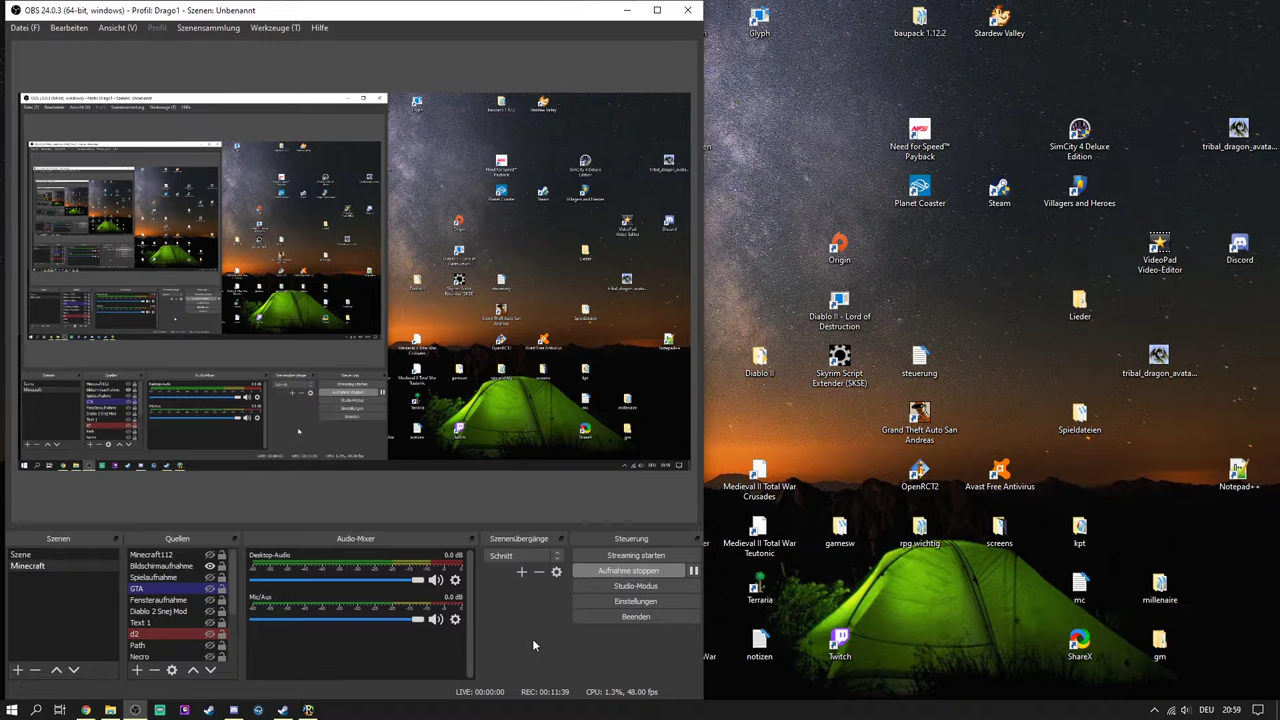 OBS 24.0.3 (64-bit, windows) - Profil: Drago1 - Szenen: Unbenannt
Datei (F)
Bearbeiten
Ansicht (V)
Profil
Szenensammlung
Werkzeuge (T)
Hilfe
Szenen
Szene
Minecraft
Quellen
Minecraft112
Bildschirmaufnahme
Spielaufnahme
GTA
Fensteraufnahme
Diablo 2 Snej Mod
Text 1
d2
Path
Necro
Audio-Mixer
Desktop-Audio
0.0 dB
Mic/Aux
0.0 dB
Szenenübergänge
Schnitt
Steuerung
Streaming starten
Aufnahme stoppen
Studio-Modus
Einstellungen
Beenden
LIVE: 00:00:00
REC: 00:11:39
CPU: 1.3%, 48.00 fps
Glyph
baupack 1.12.2
Stardew Valley
Need for Speed™
Payback
SimCity 4 Deluxe
Edition
tribal_dragon_avata...
Planet Coaster
Steam
Villagers and Heroes
Origin
VideoPad
Video-Editor
Discord
Diablo II - Lord of
Destruction
Lieder
Diablo II
Skyrim Script
Extender (SKSE)
steuerung
tribal_dragon_avata...
Grand Theft Auto San
Andreas
Spieldateien
Medieval II Total War
Crusades
OpenRCT2
Avast Free Antivirus
Notepad++
Medieval II Total War
Teutonic
gamesw
rpg wichtig
screens
kpt
Terraria
mc
millenaire
notizen
Twitch
ShareX
gm
DEU
20:59